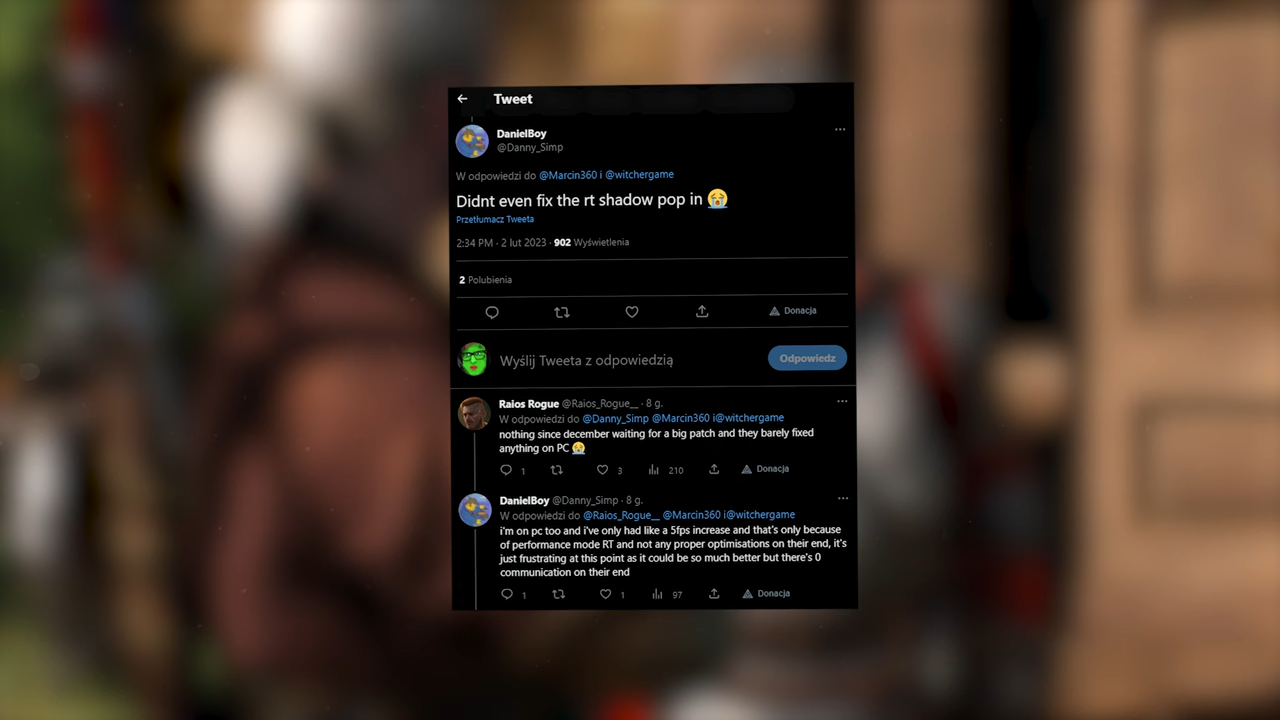 Tweet
DanielBoy
@Danny_Simp
W odpowiedzi do @Marcin360 i @witchergame
Didnt even fix the rt shadow pop in 😭
Przetłumacz Tweeta
2:34 PM · 2 lut 2023 · 902 Wyświetlenia
2 Polubienia
Donacja
Wyślij Tweeta z odpowiedzią
Odpowiedz
Raios Rogue @Raios_Rogue__ · 8 g.
W odpowiedzi do @Danny_Simp @Marcin360 i@witchergame
nothing since december waiting for a big patch and they barely fixed
anything on PC 😭
1 3 210 Donacja
DanielBoy @Danny_Simp · 8 g.
W odpowiedzi do @Raios_Rogue__ @Marcin360 i@witchergame
i'm on pc too and i've only had like a 5fps increase and that's only because
of performance mode RT and not any proper optimisations on their end, it's
just frustrating at this point as it could be so much better but there's 0
communication on their end
1 1 97 Donacja